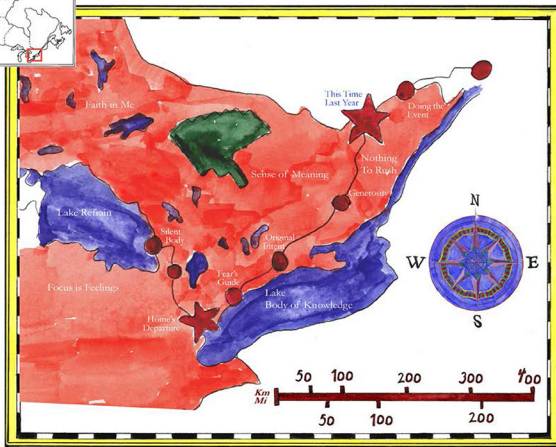 This Time
Last Year
Doing the
Event
Faith in Me
Nothing
To Rush
Sense of Meaning
Generosity
Lake Refrain
Silent
Body
Original
Intent
Fear's
Guide
Focus is Feelings
Lake
Body of Knowledge
Home's
Departure
N
W
E
S
50 100 200 300 400
Km
Mi
50 100 200